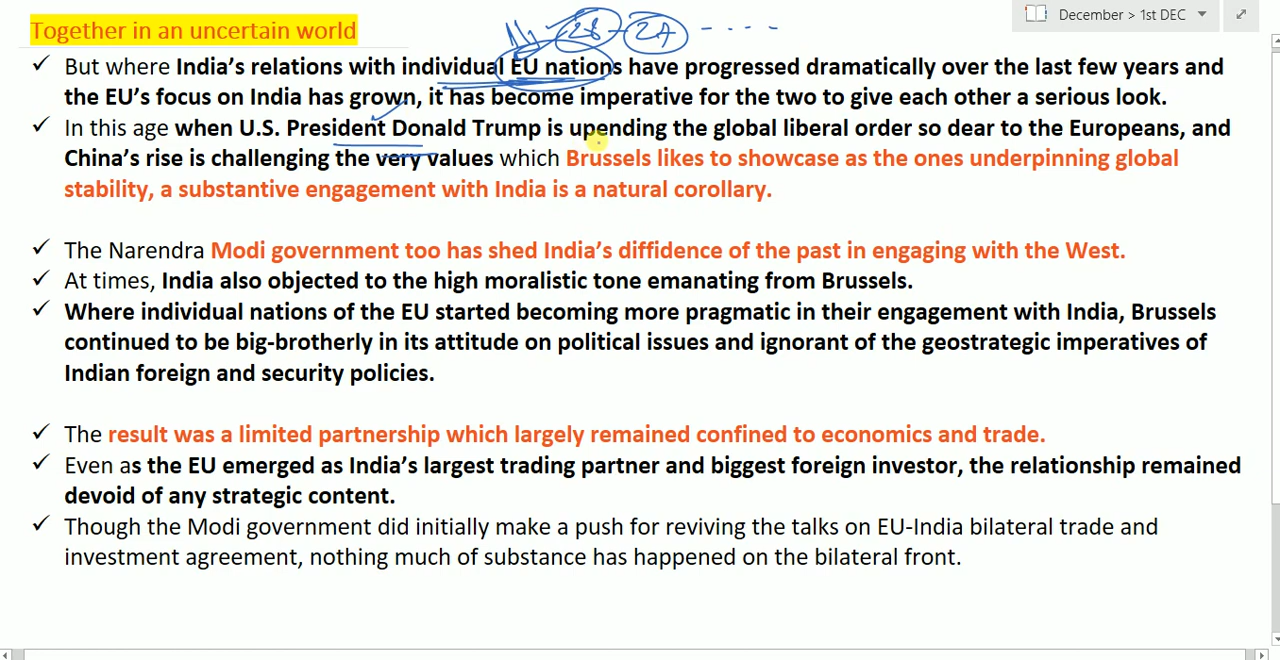 Together in an uncertain world
28 - 27 - - - -
December > 1st DEC
✓ But where India's relations with individual EU nations have progressed dramatically over the last few years and
the EU's focus on India has grown, it has become imperative for the two to give each other a serious look.
✓ In this age when U.S. President Donald Trump is upending the global liberal order so dear to the Europeans, and
China's rise is challenging the very values which Brussels likes to showcase as the ones underpinning global
stability, a substantive engagement with India is a natural corollary.
✓ The Narendra Modi government too has shed India's diffidence of the past in engaging with the West.
✓ At times, India also objected to the high moralistic tone emanating from Brussels.
✓ Where individual nations of the EU started becoming more pragmatic in their engagement with India, Brussels
continued to be big-brotherly in its attitude on political issues and ignorant of the geostrategic imperatives of
Indian foreign and security policies.
✓ The result was a limited partnership which largely remained confined to economics and trade.
✓ Even as the EU emerged as India's largest trading partner and biggest foreign investor, the relationship remained
devoid of any strategic content.
✓ Though the Modi government did initially make a push for reviving the talks on EU-India bilateral trade and
investment agreement, nothing much of substance has happened on the bilateral front.